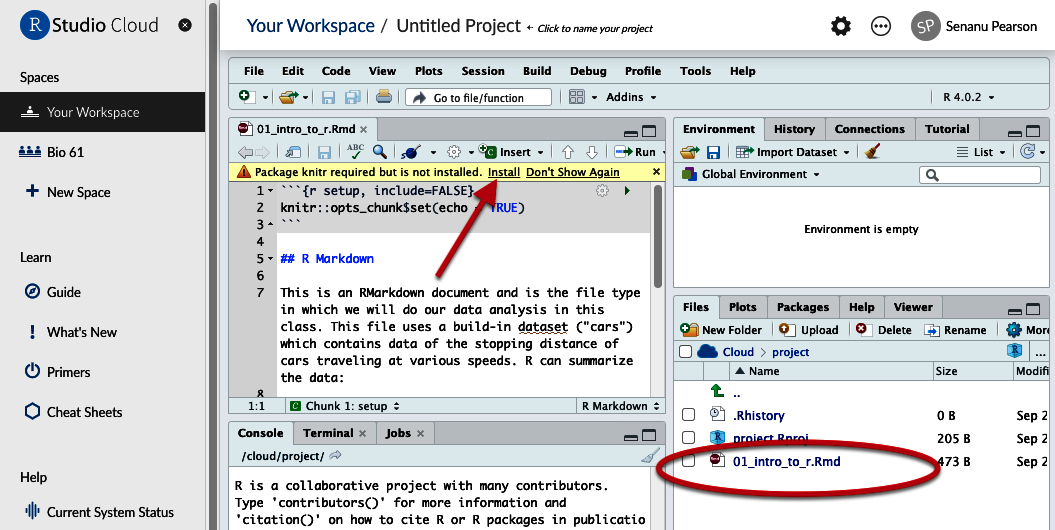 R Studio Cloud
Spaces
Your Workspace
Bio 61
New Space
Learn
Guide
What's New
Primers
Cheat Sheets
Help
Current System Status
Your Workspace / Untitled Project ← Click to name your project
SP Senanu Pearson
File Edit Code View Plots Session Build Debug Profile Tools Help
Go to file/function Addins R 4.0.2
01_intro_to_r.Rmd
ABC Insert Run
Package knitr required but is not installed. Install Don't Show Again
1 ```{r setup, include=FALSE}
2 knitr::opts_chunk$set(echo = TRUE)
3 ```
4
5 ## R Markdown
6
7 This is an RMarkdown document and is the file type
in which we will do our data analysis in this
class. This file uses a build-in dataset ("cars")
which contains data of the stopping distance of
cars traveling at various speeds. R can summarize
the data:
8
1:1 Chunk 1: setup R Markdown
Console Terminal Jobs
/cloud/project/
R is a collaborative project with many contributors.
Type 'contributors()' for more information and
'citation()' on how to cite R or R packages in publicatio
Environment History Connections Tutorial
Import Dataset List
Global Environment
Environment is empty
Files Plots Packages Help Viewer
New Folder Upload Delete Rename More
Cloud > project R ...
Name Size Modifi
..
.Rhistory 0 B Sep 2
project.Rproj 205 B Sep 2
01_intro_to_r.Rmd 473 B Sep 2